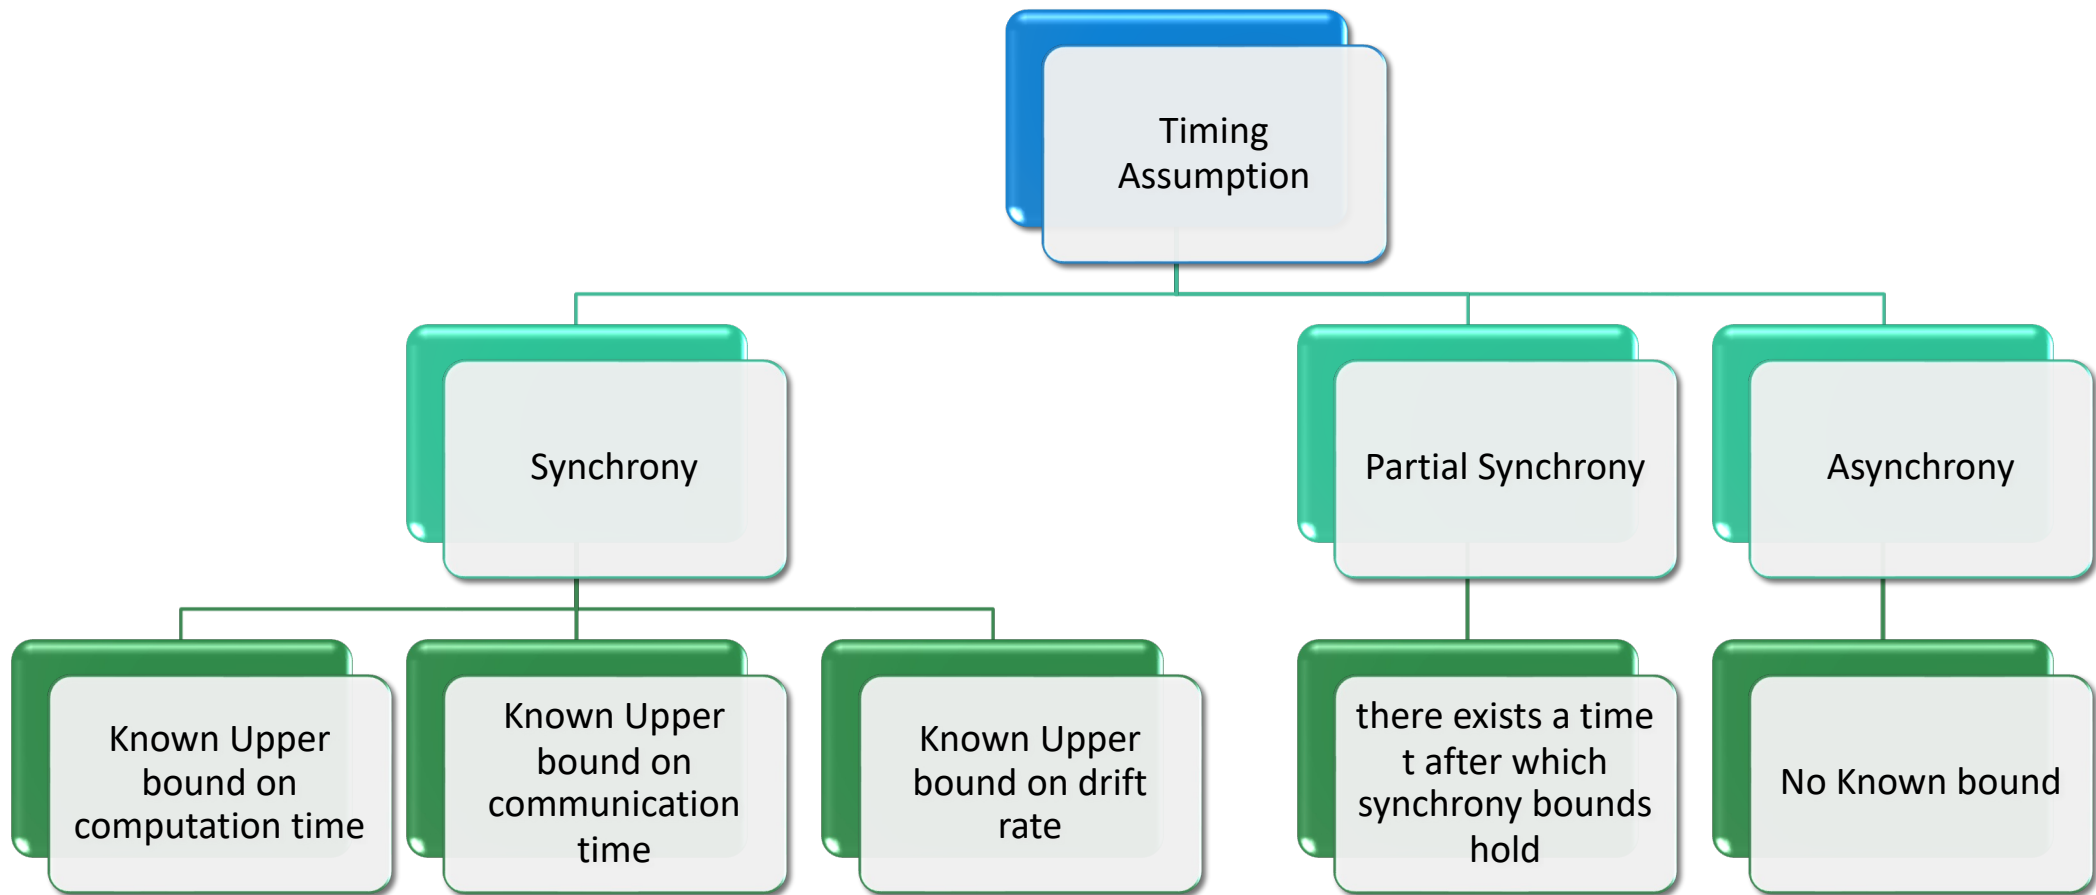 Timing
Assumption
Synchrony
Partial Synchrony
Asynchrony
Known Upper
bound on
computation time
Known Upper
bound on
communication
time
Known Upper
bound on drift
rate
there exists a time
t after which
synchrony bounds
hold
No Known bound